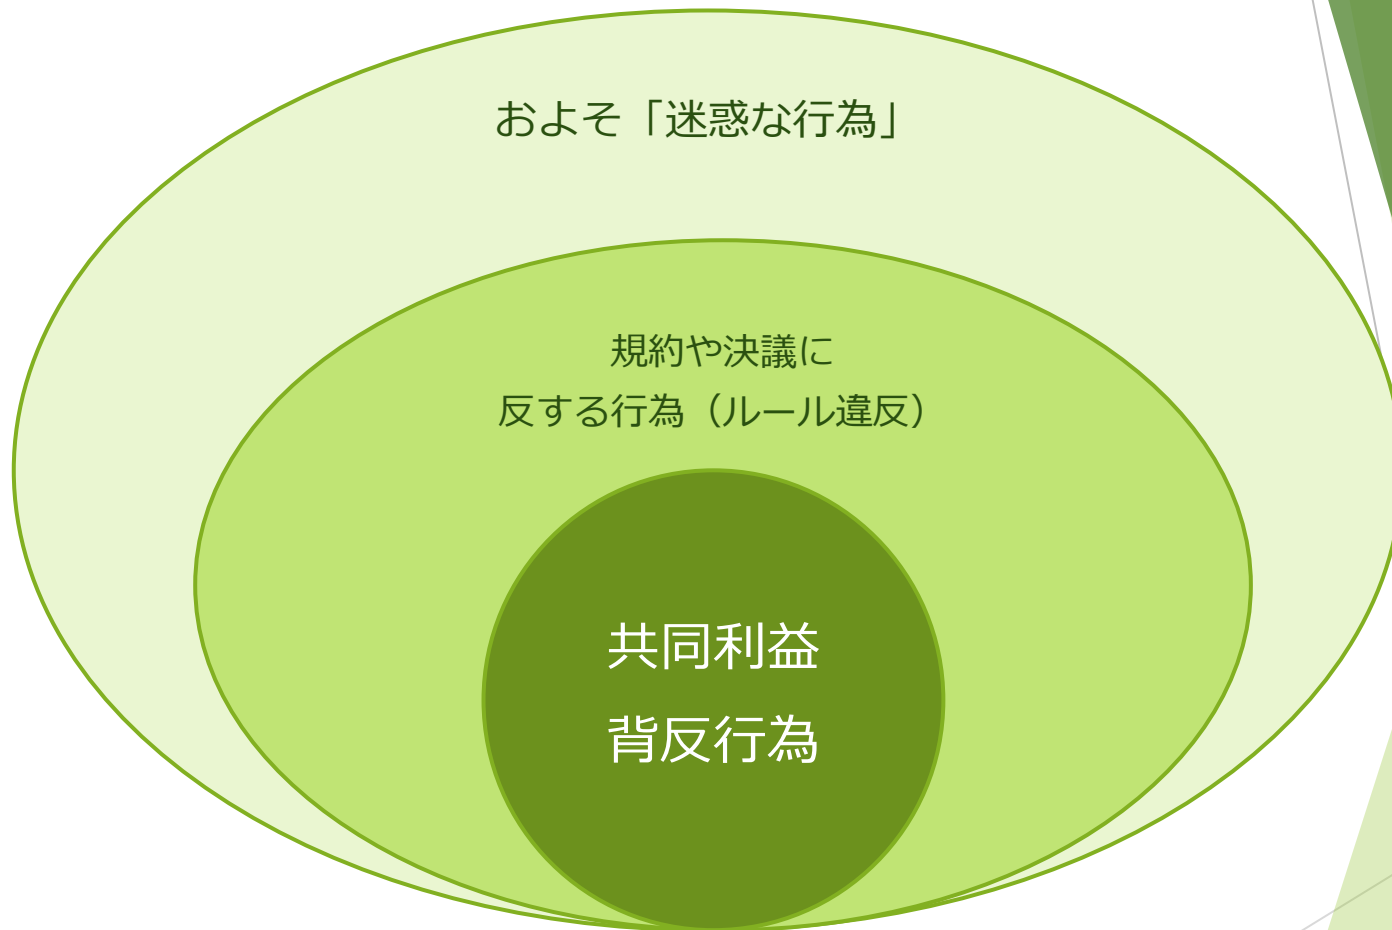 およそ「迷惑な行為」
規約や決議に
反する行為（ルール違反）
共同利益
背反行為